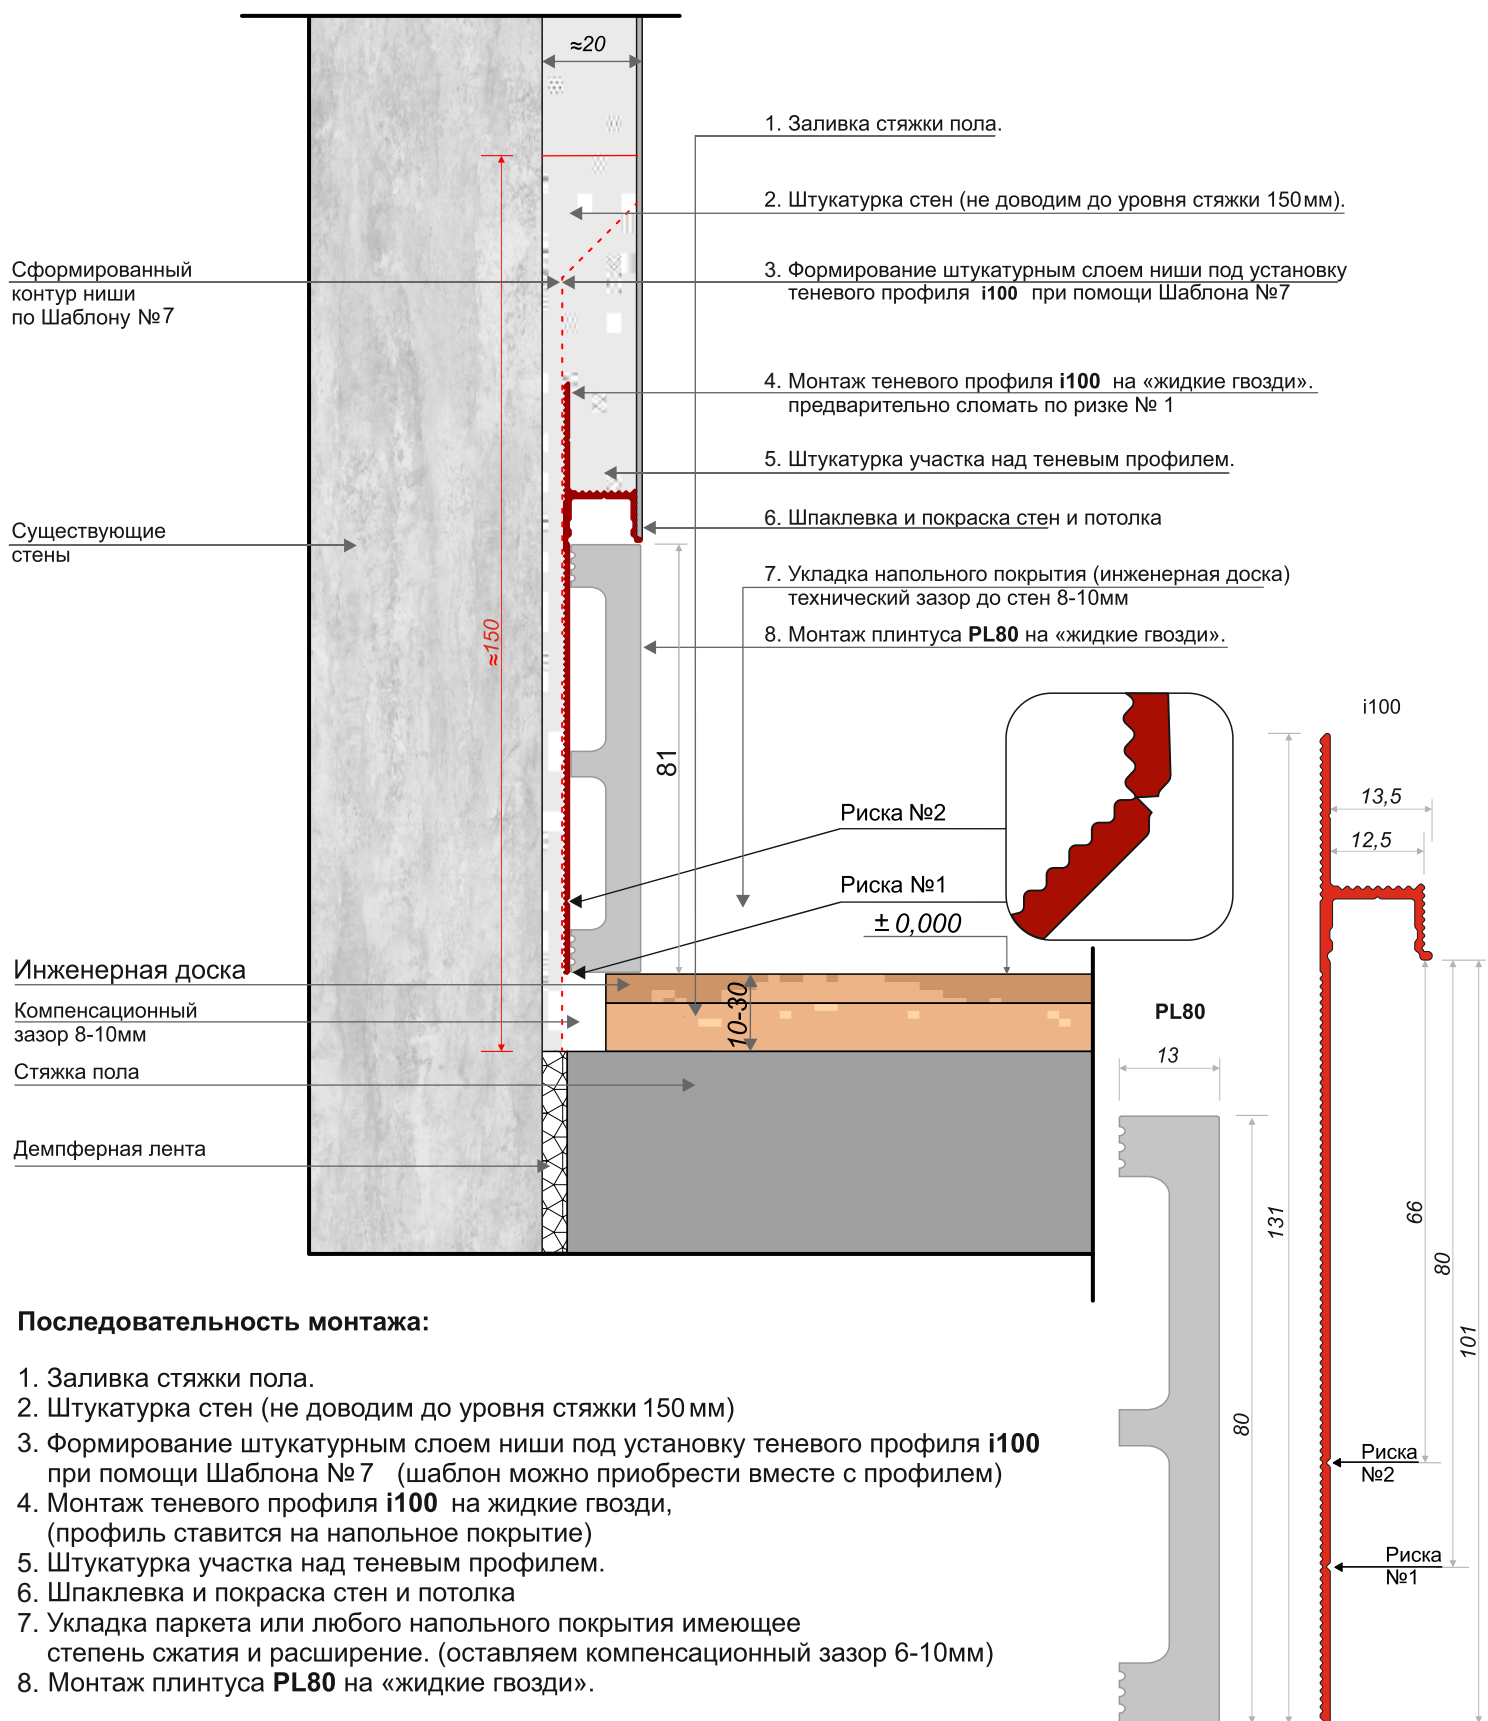 ≈20
1. Заливка стяжки пола.
2. Штукатурка стен (не доводим до уровня стяжки 150мм).
Сформированный
контур ниши
по Шаблону №7
3. Формирование штукатурным слоем ниши под установку
теневого профиля i100 при помощи Шаблона №7
4. Монтаж теневого профиля i100 на «жидкие гвозди».
предварительно сломать по ризке № 1
5. Штукатурка участка над теневым профилем.
6. Шпаклевка и покраска стен и потолка
Существующие
стены
7. Укладка напольного покрытия (инженерная доска)
технический зазор до стен 8-10мм
8. Монтаж плинтуса PL80 на «жидкие гвозди».
≈150
81
i100
13,5
12,5
Риска №2
Риска №1
± 0,000
Инженерная доска
Компенсационный
зазор 8-10мм
10-30
Стяжка пола
Демпферная лента
PL80
13
80
131
66
80
101
Риска
№2
Риска
№1
Последовательность монтажа:
1. Заливка стяжки пола.
2. Штукатурка стен (не доводим до уровня стяжки 150мм)
3. Формирование штукатурным слоем ниши под установку теневого профиля i100
при помощи Шаблона №7 (шаблон можно приобрести вместе с профилем)
4. Монтаж теневого профиля i100 на жидкие гвозди,
(профиль ставится на напольное покрытие)
5. Штукатурка участка над теневым профилем.
6. Шпаклевка и покраска стен и потолка
7. Укладка паркета или любого напольного покрытия имеющее
степень сжатия и расширение. (оставляем компенсационный зазор 6-10мм)
8. Монтаж плинтуса PL80 на «жидкие гвозди».